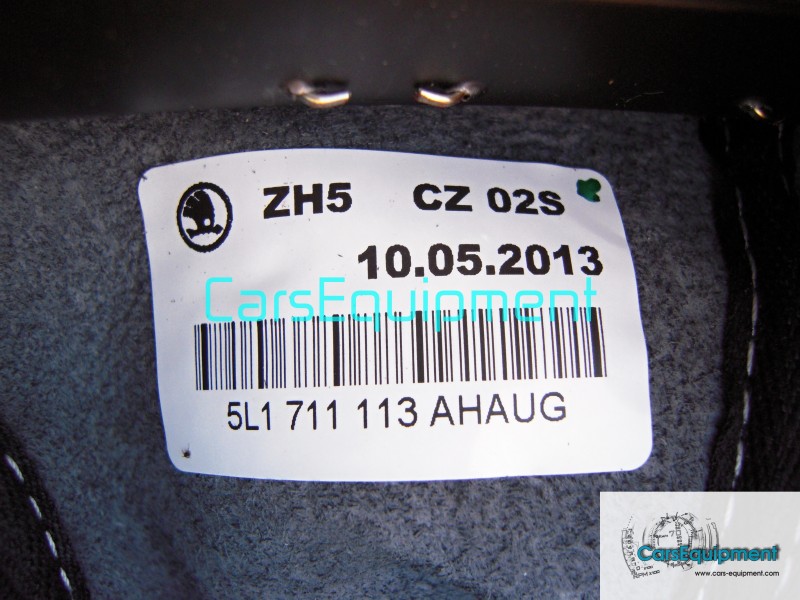 ZH5 CZ 02S
10.05.2013
CarsEquipment
5L1 711 113 AHAUG
CarsEquipment
www.cars-equipment.com